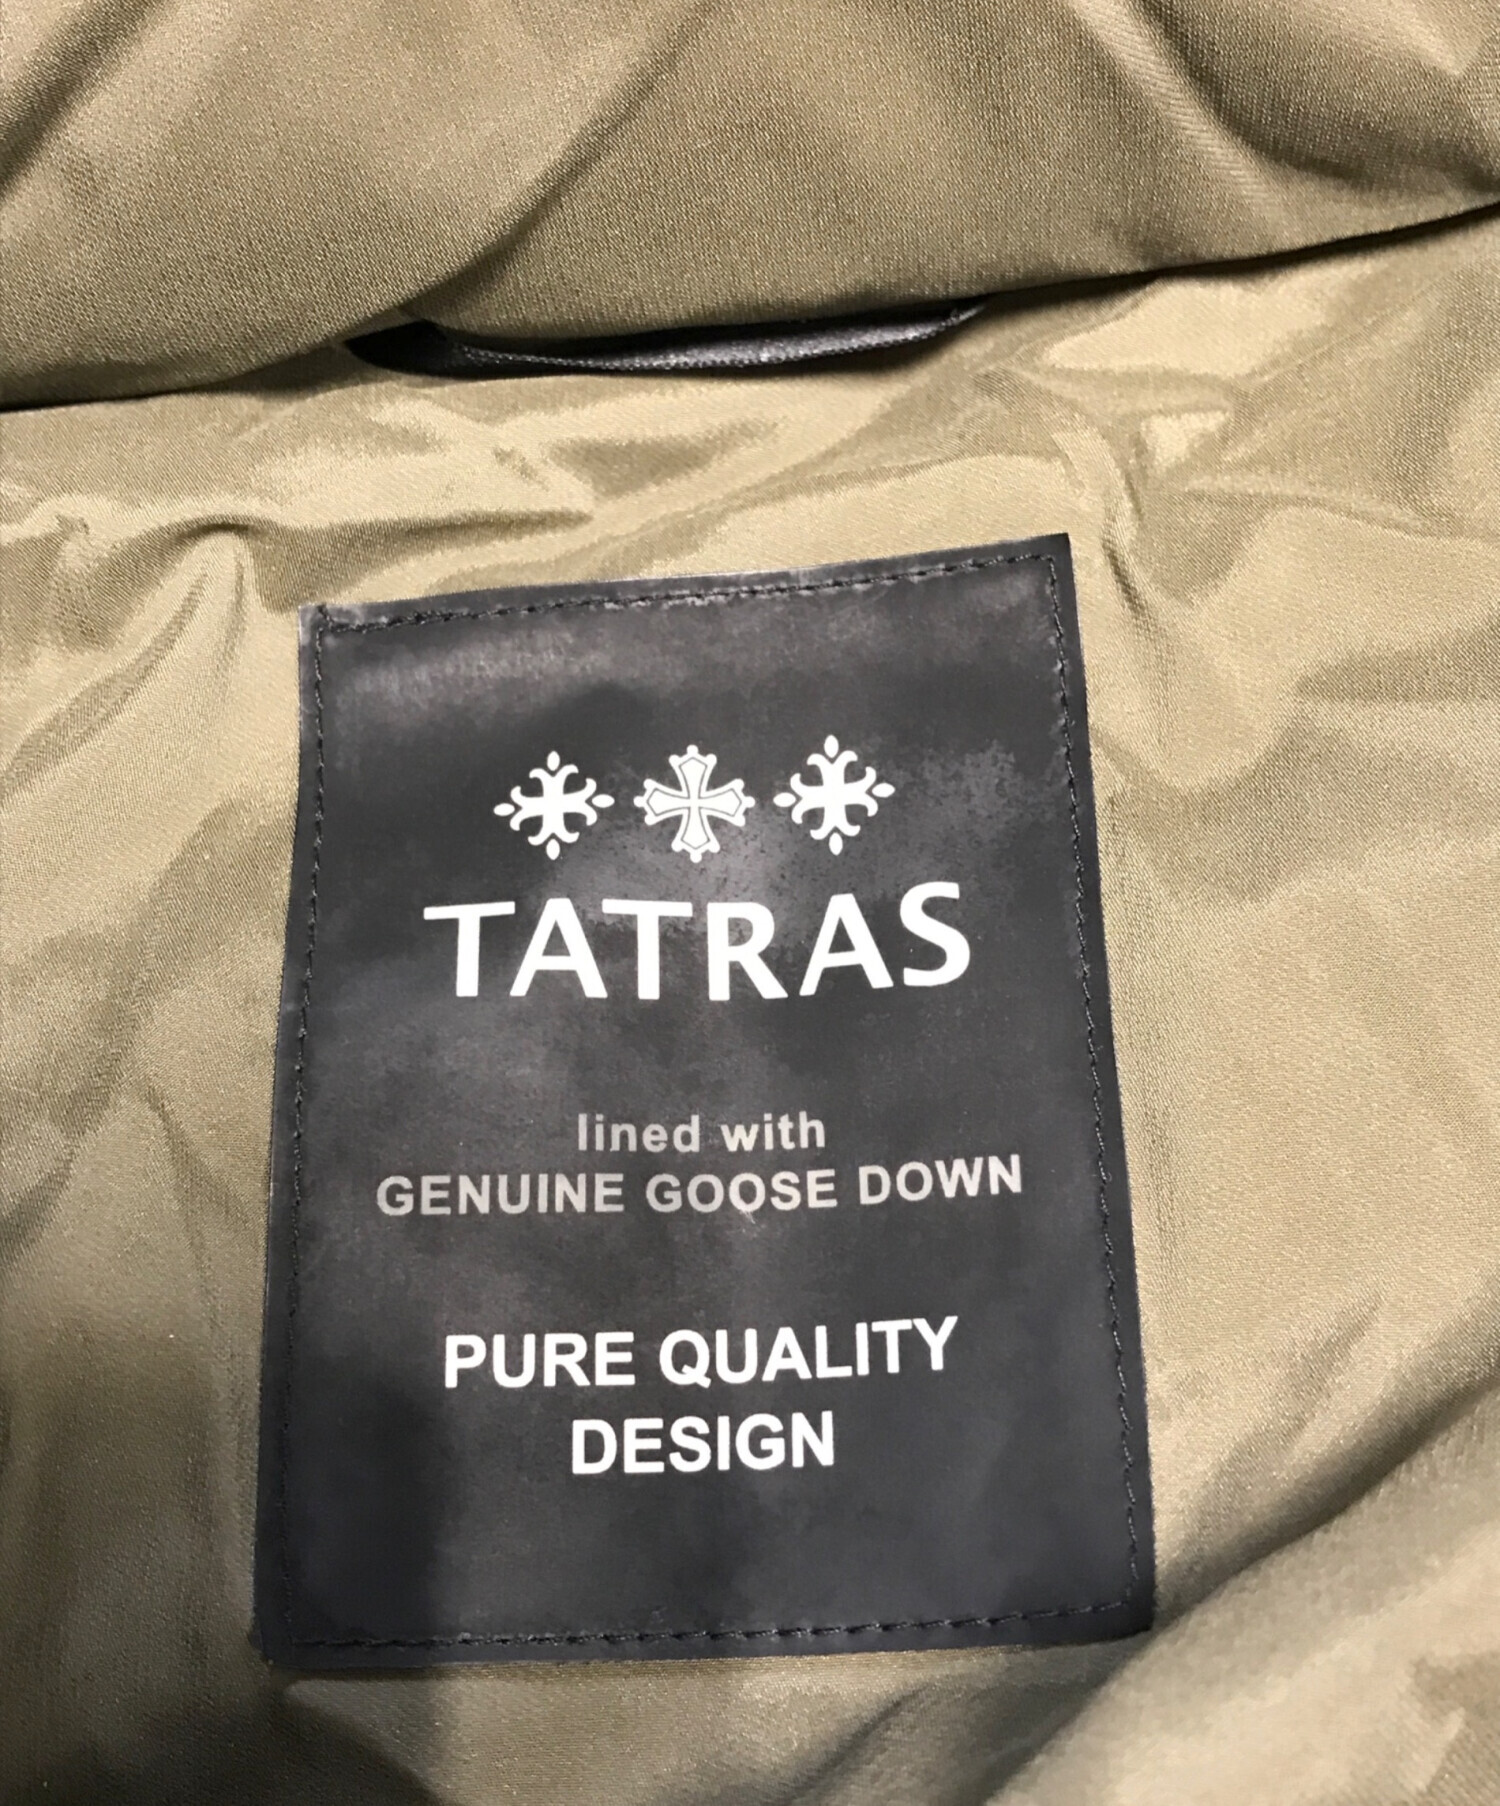 TATRAS
lined with
GENUINE GOOSE DOWN
PURE QUALITY
DESIGN